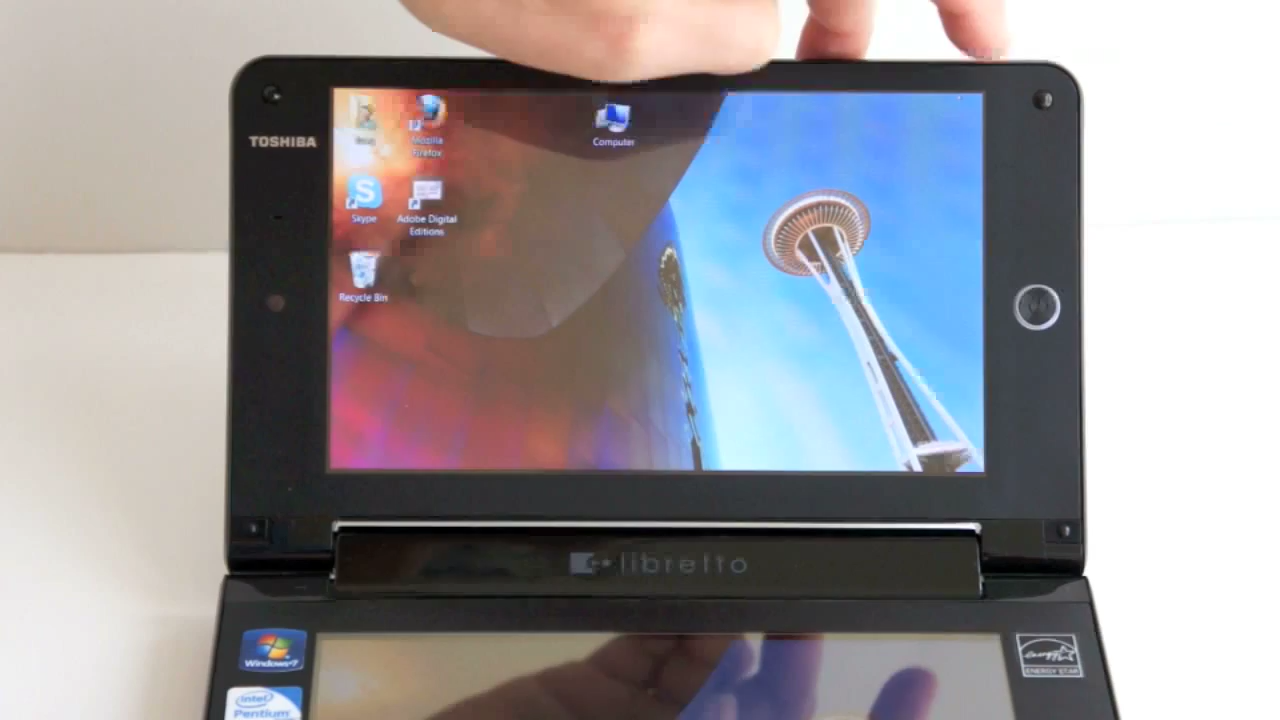 TOSHIBA
Mozilla
Firefox
Computer
Skype
Adobe Digital
Editions
Recycle Bin
libretto
Windows 7
ENERGY STAR
intel
Pentium